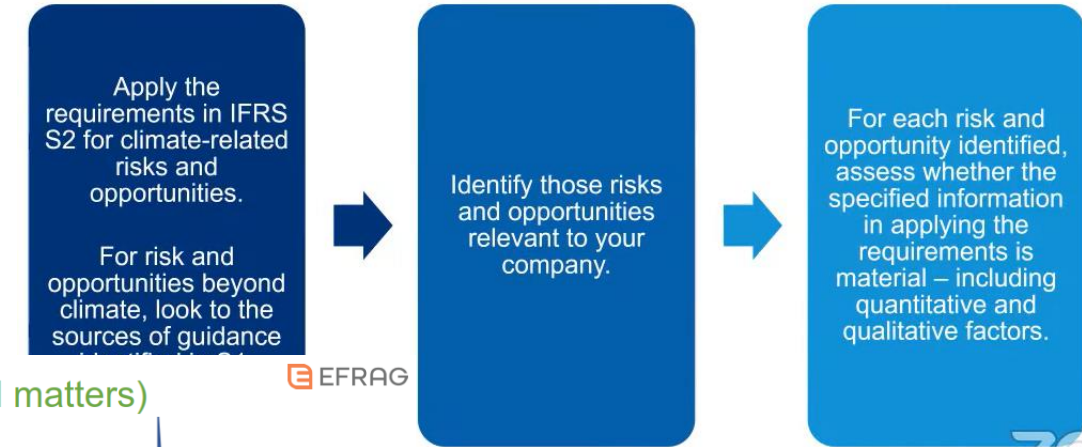 Apply the
requirements in IFRS
S2 for climate-related
risks and
opportunities.
For risk and
opportunities beyond
climate, look to the
sources of guidance
Identify those risks
and opportunities
relevant to your
company.
For each risk and
opportunity identified,
assess whether the
specified information
in applying the
requirements is
material – including
quantitative and
qualitative factors.
EFRAG
matters)